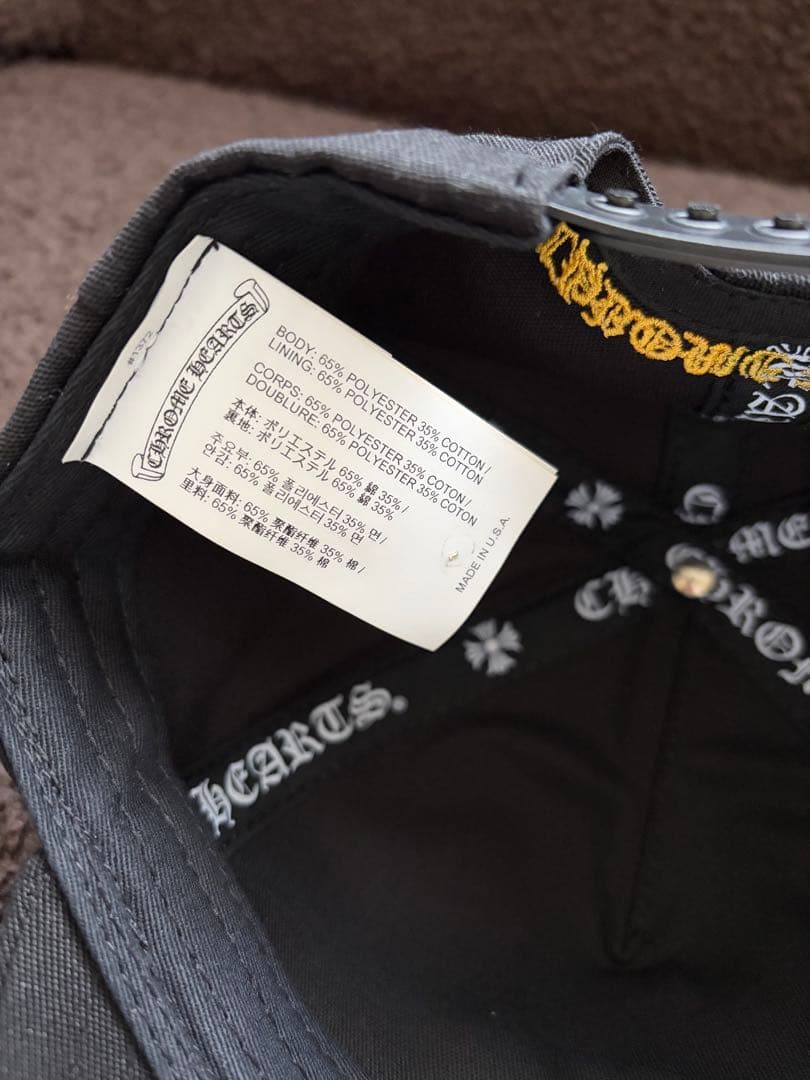 #1372
CHROME HEARTS
BODY: 65% POLYESTER 35% COTTON /
LINING: 65% POLYESTER 35% COTTON
CORPS: 65% POLYESTER 35% COTON /
DOUBLURE: 65% POLYESTER 35% COTON
本体: ポリエステル 65% 綿 35% /
裏地: ポリエステル 65% 綿 35%
주요부: 65% 폴리에스터 35% 면 /
안감: 65% 폴리에스터 35% 면
大身面料: 65% 聚酯纤维 35% 棉 /
里料: 65% 聚酯纤维 35% 棉
MADE IN U.S.A.
CH
HEARTS